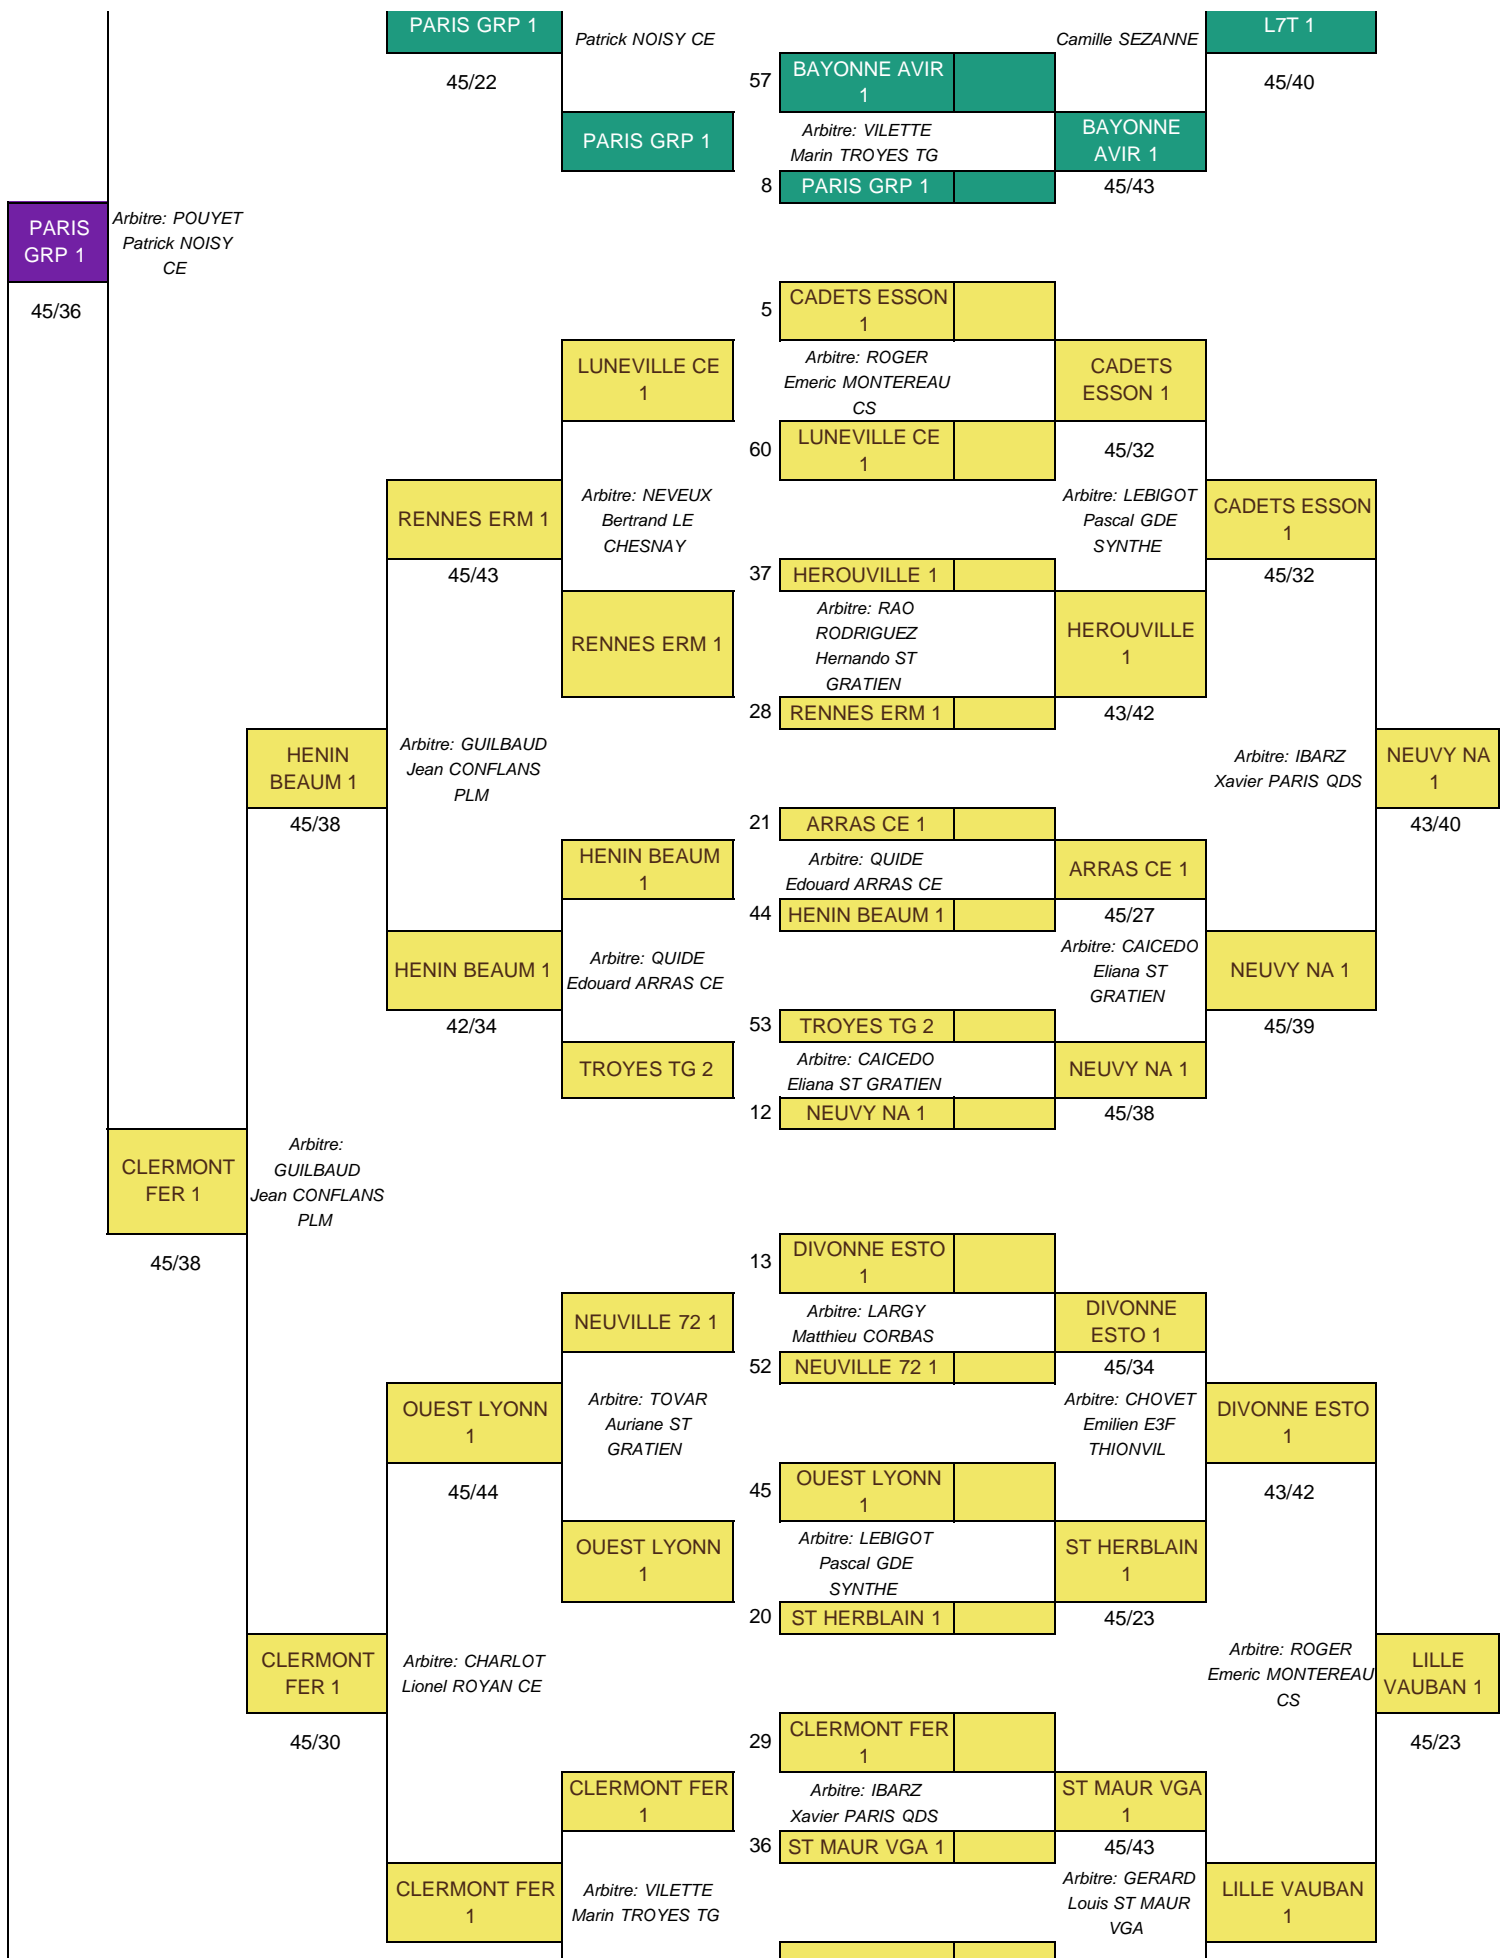 PARIS GRP 1
Patrick NOISY CE
Camille SEZANNE
L7T 1
45/22
57
BAYONNE AVIR
1
45/40
PARIS GRP 1
Arbitre: VILETTE
Marin TROYES TG
BAYONNE
AVIR 1
8
PARIS GRP 1
45/43
PARIS
GRP 1
Arbitre: POUYET
Patrick NOISY
CE
45/36
5
CADETS ESSON
1
LUNEVILLE CE
1
Arbitre: ROGER
Emeric MONTEREAU
CS
CADETS
ESSON 1
60
LUNEVILLE CE
1
45/32
RENNES ERM 1
Arbitre: NEVEUX
Bertrand LE
CHESNAY
Arbitre: LEBIGOT
Pascal GDE
SYNTHE
CADETS ESSON
1
45/43
37
HEROUVILLE 1
45/32
RENNES ERM 1
Arbitre: RAO
RODRIGUEZ
Hernando ST
GRATIEN
HEROUVILLE
1
28
RENNES ERM 1
43/42
HENIN
BEAUM 1
Arbitre: GUILBAUD
Jean CONFLANS
PLM
Arbitre: IBARZ
Xavier PARIS QDS
NEUVY NA
1
45/38
21
ARRAS CE 1
43/40
HENIN BEAUM
1
Arbitre: QUIDE
Edouard ARRAS CE
ARRAS CE 1
44
HENIN BEAUM 1
45/27
HENIN BEAUM 1
Arbitre: QUIDE
Edouard ARRAS CE
Arbitre: CAICEDO
Eliana ST
GRATIEN
NEUVY NA 1
42/34
53
TROYES TG 2
45/39
TROYES TG 2
Arbitre: CAICEDO
Eliana ST GRATIEN
NEUVY NA 1
12
NEUVY NA 1
45/38
CLERMONT
FER 1
Arbitre:
GUILBAUD
Jean CONFLANS
PLM
45/38
13
DIVONNE ESTO
1
NEUVILLE 72 1
Arbitre: LARGY
Matthieu CORBAS
DIVONNE
ESTO 1
52
NEUVILLE 72 1
45/34
OUEST LYONN
1
Arbitre: TOVAR
Auriane ST
GRATIEN
Arbitre: CHOVET
Emilien E3F
THIONVIL
DIVONNE ESTO
1
45/44
45
OUEST LYONN
1
43/42
OUEST LYONN
1
Arbitre: LEBIGOT
Pascal GDE
SYNTHE
ST HERBLAIN
1
20
ST HERBLAIN 1
45/23
CLERMONT
FER 1
Arbitre: CHARLOT
Lionel ROYAN CE
Arbitre: ROGER
Emeric MONTEREAU
CS
LILLE
VAUBAN 1
45/30
29
CLERMONT FER
1
45/23
CLERMONT FER
1
Arbitre: IBARZ
Xavier PARIS QDS
ST MAUR VGA
1
36
ST MAUR VGA 1
45/43
CLERMONT FER
1
Arbitre: VILETTE
Marin TROYES TG
Arbitre: GERARD
Louis ST MAUR
VGA
LILLE VAUBAN
1